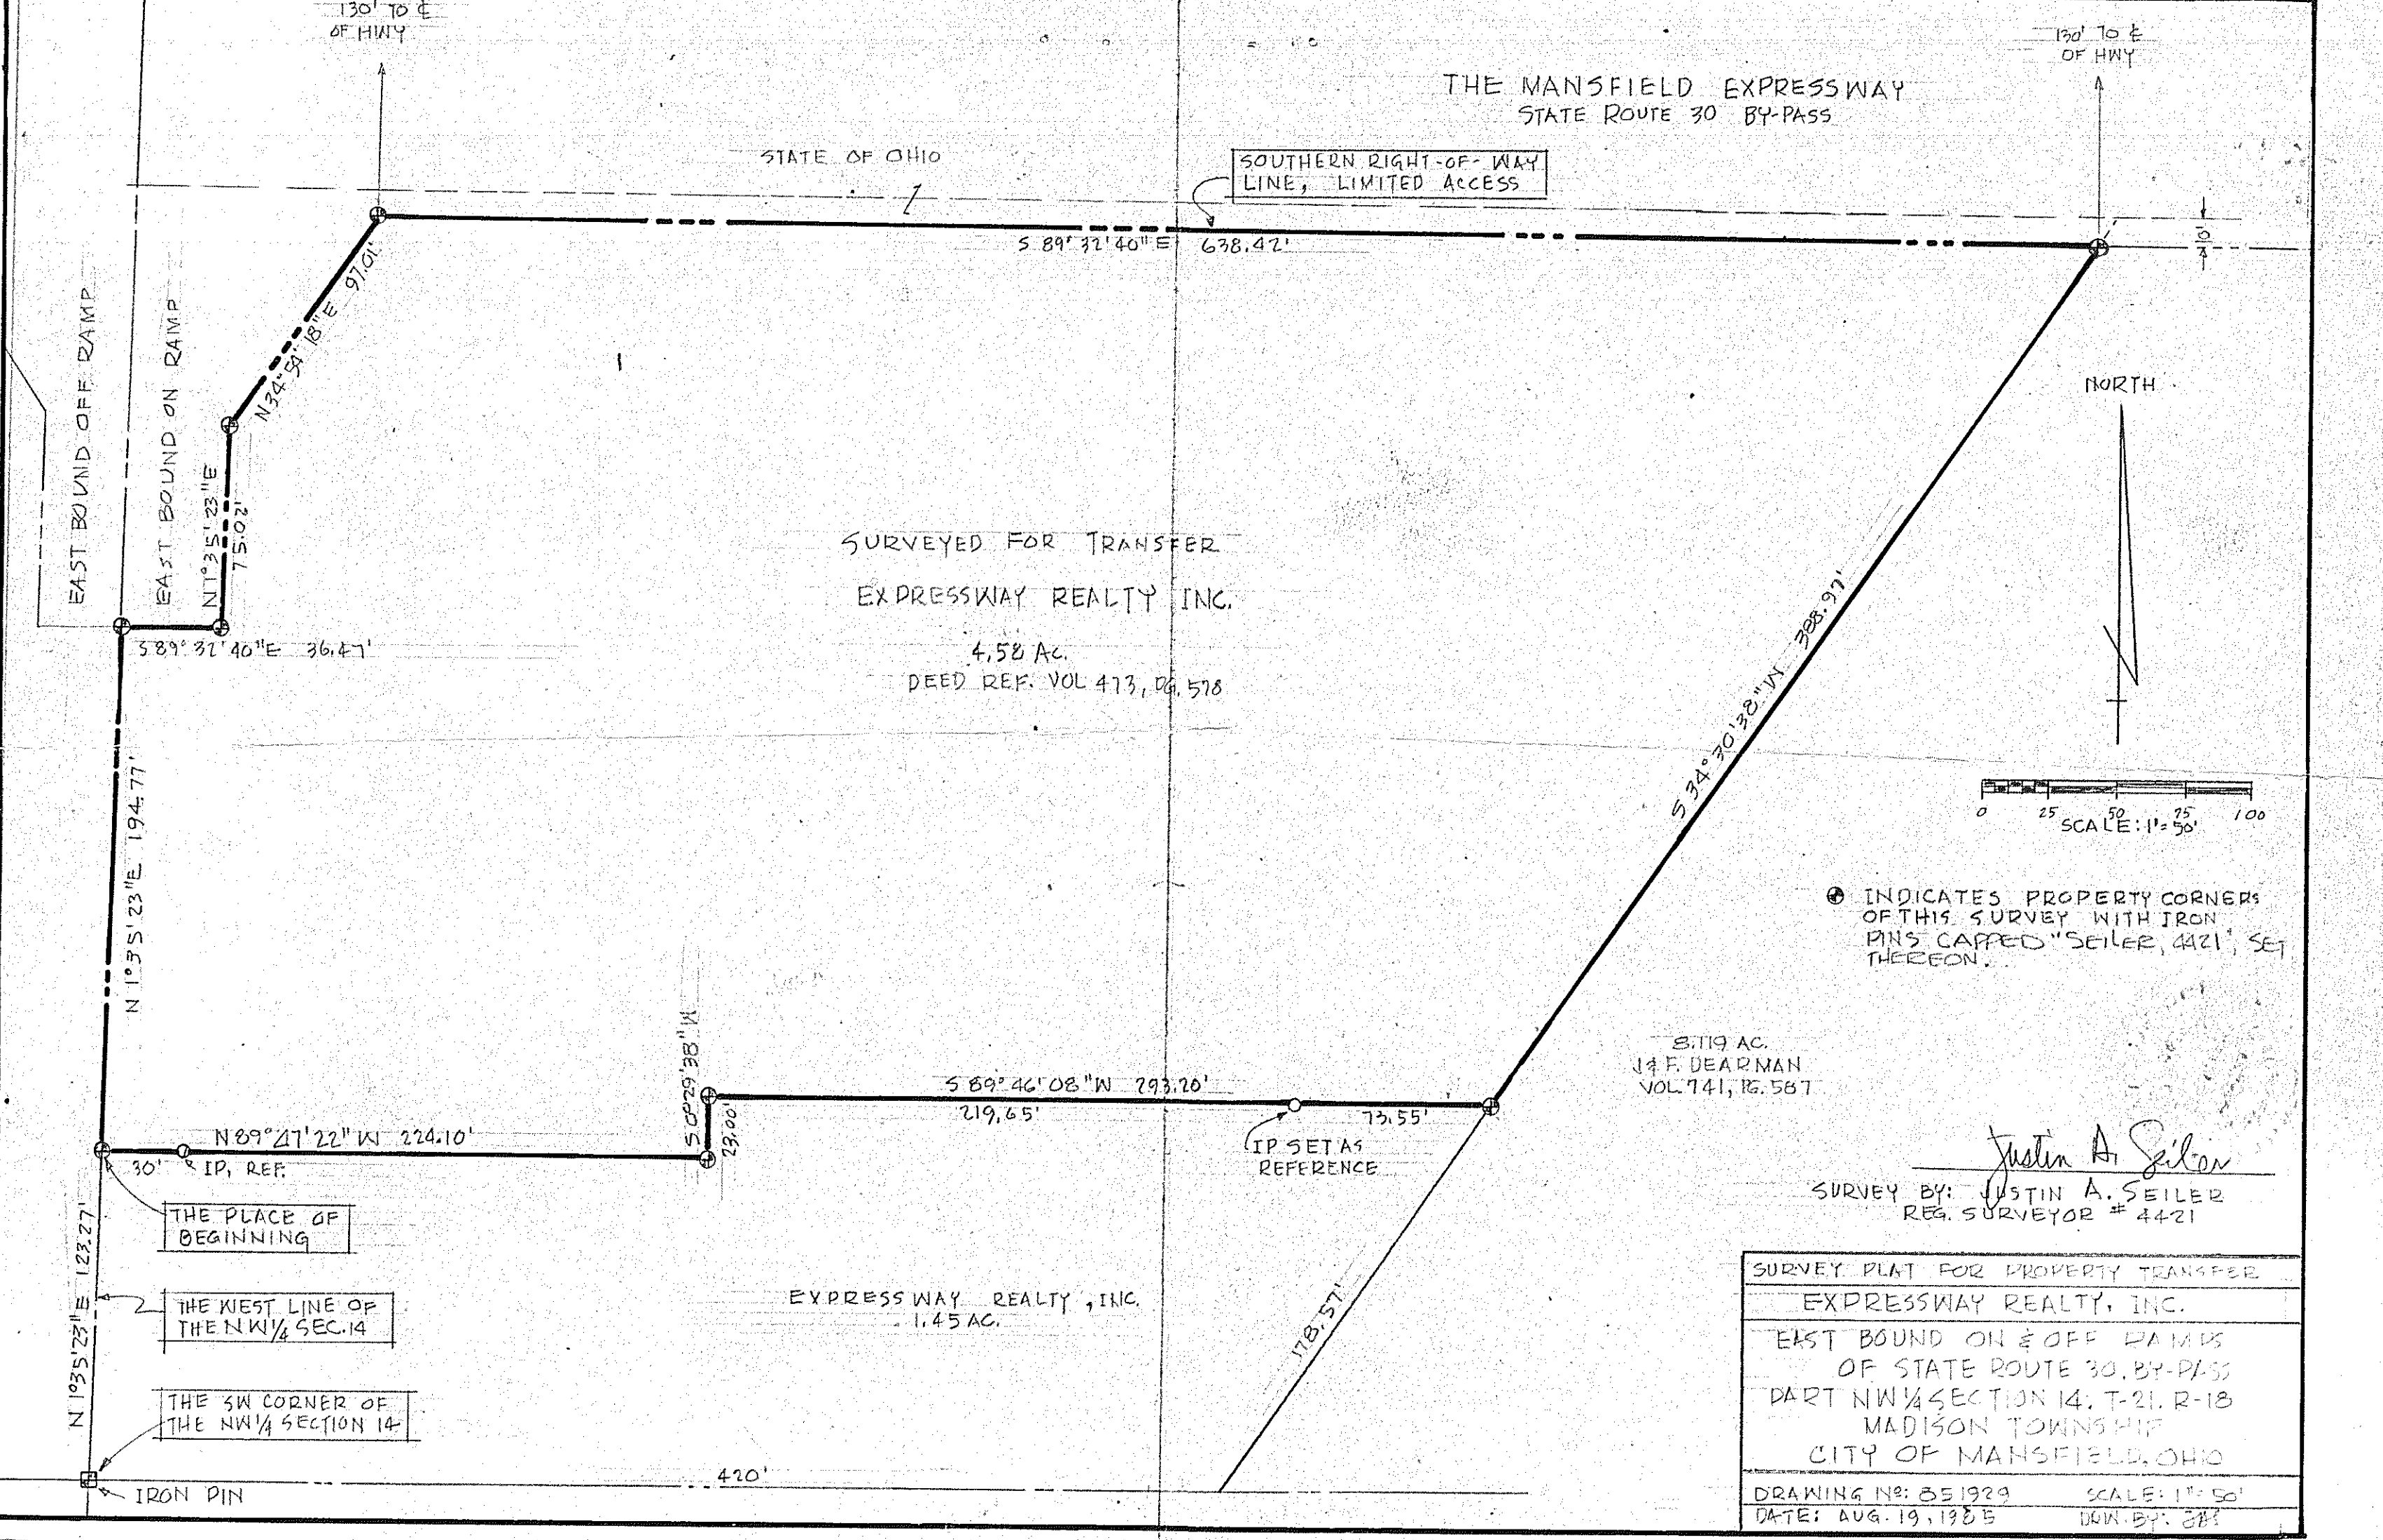 130' TO ℄
OF HWY
130' TO ℄
OF HWY
THE MANSFIELD EXPRESSWAY
STATE ROUTE 30 BY-PASS
STATE OF OHIO
SOUTHERN RIGHT-OF-WAY
LINE, LIMITED ACCESS
S 89° 32' 40" E 638.42'
10'
N 34° 54' 18" E 97.01'
EAST BOUND OFF RAMP
EAST BOUND ON RAMP
N 1° 35' 23" E
75.02'
S 89° 32' 40" E 36.47'
NORTH
SURVEYED FOR TRANSFER
EXPRESSWAY REALTY INC.
4.58 AC.
DEED REF. VOL 473, PG. 578
S 34° 30' 38" W 388.97'
0 25 50 75 100
SCALE: 1"=50'
N 1° 35' 23" E 194.77'
INDICATES PROPERTY CORNERS
OF THIS SURVEY WITH IRON
PINS CAPPED "SEILER, 4421", SET
THEREON.
S 0° 29' 38" W
23.00'
S 89° 46' 08" W 293.20'
219.65'
73.55'
IP SET AS
REFERENCE
8.119 AC.
J & F. DEARMAN
VOL. 741, PG. 587
N 89° 47' 22" W 224.10'
30'
IP, REF.
THE PLACE OF
BEGINNING
N 1° 35' 23" E 123.27'
THE WEST LINE OF
THE NW 1/4 SEC. 14
THE SW CORNER OF
THE NW 1/4 SECTION 14
IRON PIN
420'
EXPRESSWAY REALTY, INC.
1.45 AC.
178.57'
Justin A. Seiler
SURVEY BY: JUSTIN A. SEILER
REG. SURVEYOR # 4421
SURVEY PLAT FOR PROPERTY TRANSFER
EXPRESSWAY REALTY, INC.
EAST BOUND ON & OFF RAMPS
OF STATE ROUTE 30, BY-PASS
PART NW 1/4 SECTION 14, T-21, R-18
MADISON TOWNSHIP
CITY OF MANSFIELD, OHIO
DRAWING Nº: 851929 SCALE: 1"=50'
DATE: AUG. 19, 1985 DRW. BY: